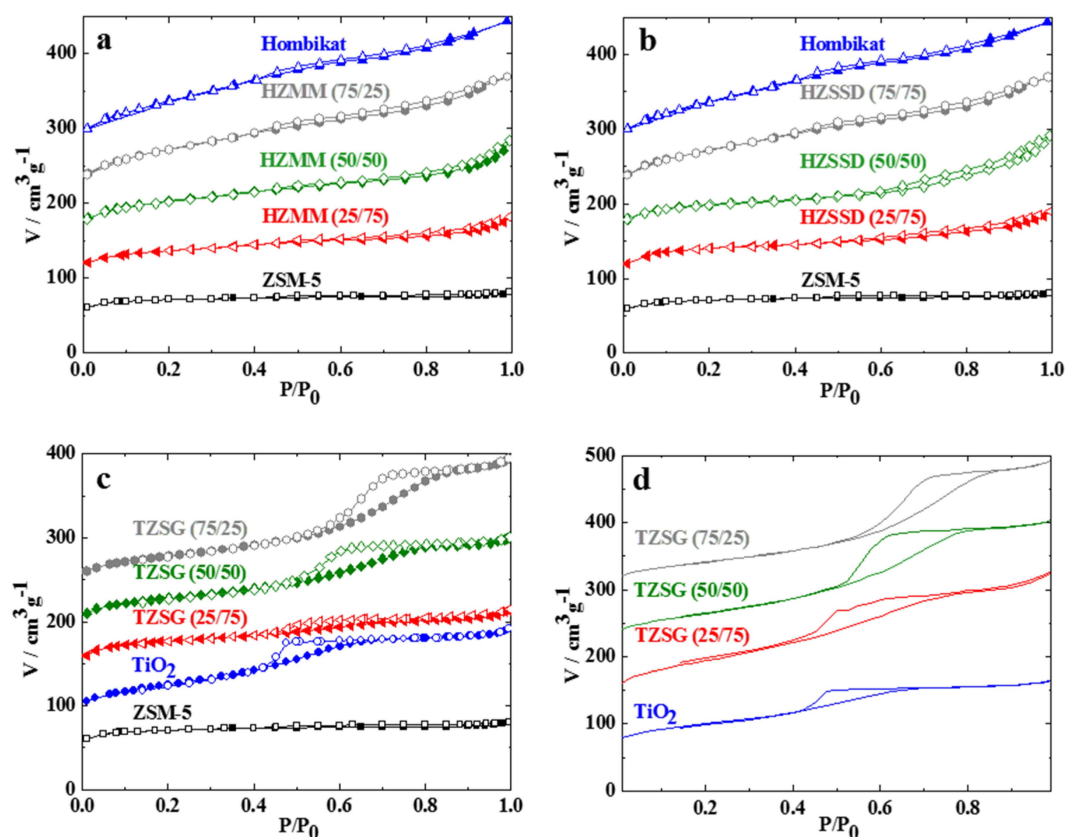 a
Hombikat
HZMM (75/25)
HZMM (50/50)
HZMM (25/75)
ZSM-5
V / cm³g⁻¹
400
300
200
100
0
0.0 0.2 0.4 0.6 0.8 1.0
P/P₀
b
Hombikat
HZSSD (75/75)
HZSSD (50/50)
HZSSD (25/75)
ZSM-5
V / cm³g⁻¹
400
300
200
100
0
0.0 0.2 0.4 0.6 0.8 1.0
P/P₀
c
TZSG (75/25)
TZSG (50/50)
TZSG (25/75)
TiO₂
ZSM-5
V / cm³g⁻¹
400
300
200
100
0
0.0 0.2 0.4 0.6 0.8 1.0
P/P₀
d
TZSG (75/25)
TZSG (50/50)
TZSG (25/75)
TiO₂
V / cm³g⁻¹
500
400
300
200
100
0
0.2 0.4 0.6 0.8
P/P₀